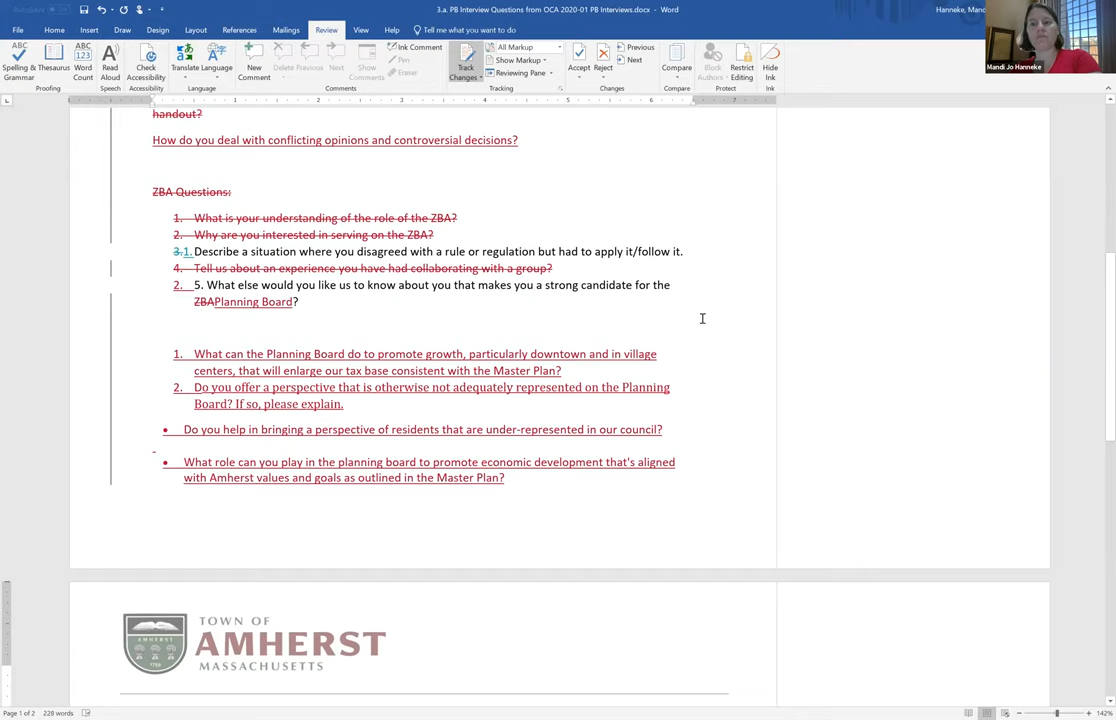 3.a. PB Interview Questions from OCA 2020-01 PB Interviews.docx - Word
Hanneke, Mand
File Home Insert Draw Design Layout References Mailings Review View Help Tell me what you want to do
Spelling & Grammar
Thesaurus
Word Count
Read Aloud
Check Accessibility
Translate
Language
New Comment
Delete
Previous
Next
Show Comments
Ink Comment
Pen
Eraser
Track Changes
All Markup
Show Markup
Reviewing Pane
Accept
Reject
Previous
Next
Compare
Block Authors
Restrict Editing
Hide Ink
Proofing Speech Accessibility Language Comments Tracking Changes Compare Protect Ink
Mandi Jo Hanneke
1 2 3 4 5 6 7
handout?
How do you deal with conflicting opinions and controversial decisions?
ZBA Questions:
1. What is your understanding of the role of the ZBA?
2. Why are you interested in serving on the ZBA?
3.1. Describe a situation where you disagreed with a rule or regulation but had to apply it/follow it.
4. Tell us about an experience you have had collaborating with a group?
2. 5. What else would you like us to know about you that makes you a strong candidate for the
ZBAPlanning Board?
1. What can the Planning Board do to promote growth, particularly downtown and in village
centers, that will enlarge our tax base consistent with the Master Plan?
2. Do you offer a perspective that is otherwise not adequately represented on the Planning
Board? If so, please explain.
• Do you help in bringing a perspective of residents that are under-represented in our council?
• What role can you play in the planning board to promote economic development that's aligned
with Amherst values and goals as outlined in the Master Plan?
TOWN OF
AMHERST
MASSACHUSETTS
Page 1 of 2 228 words
142%